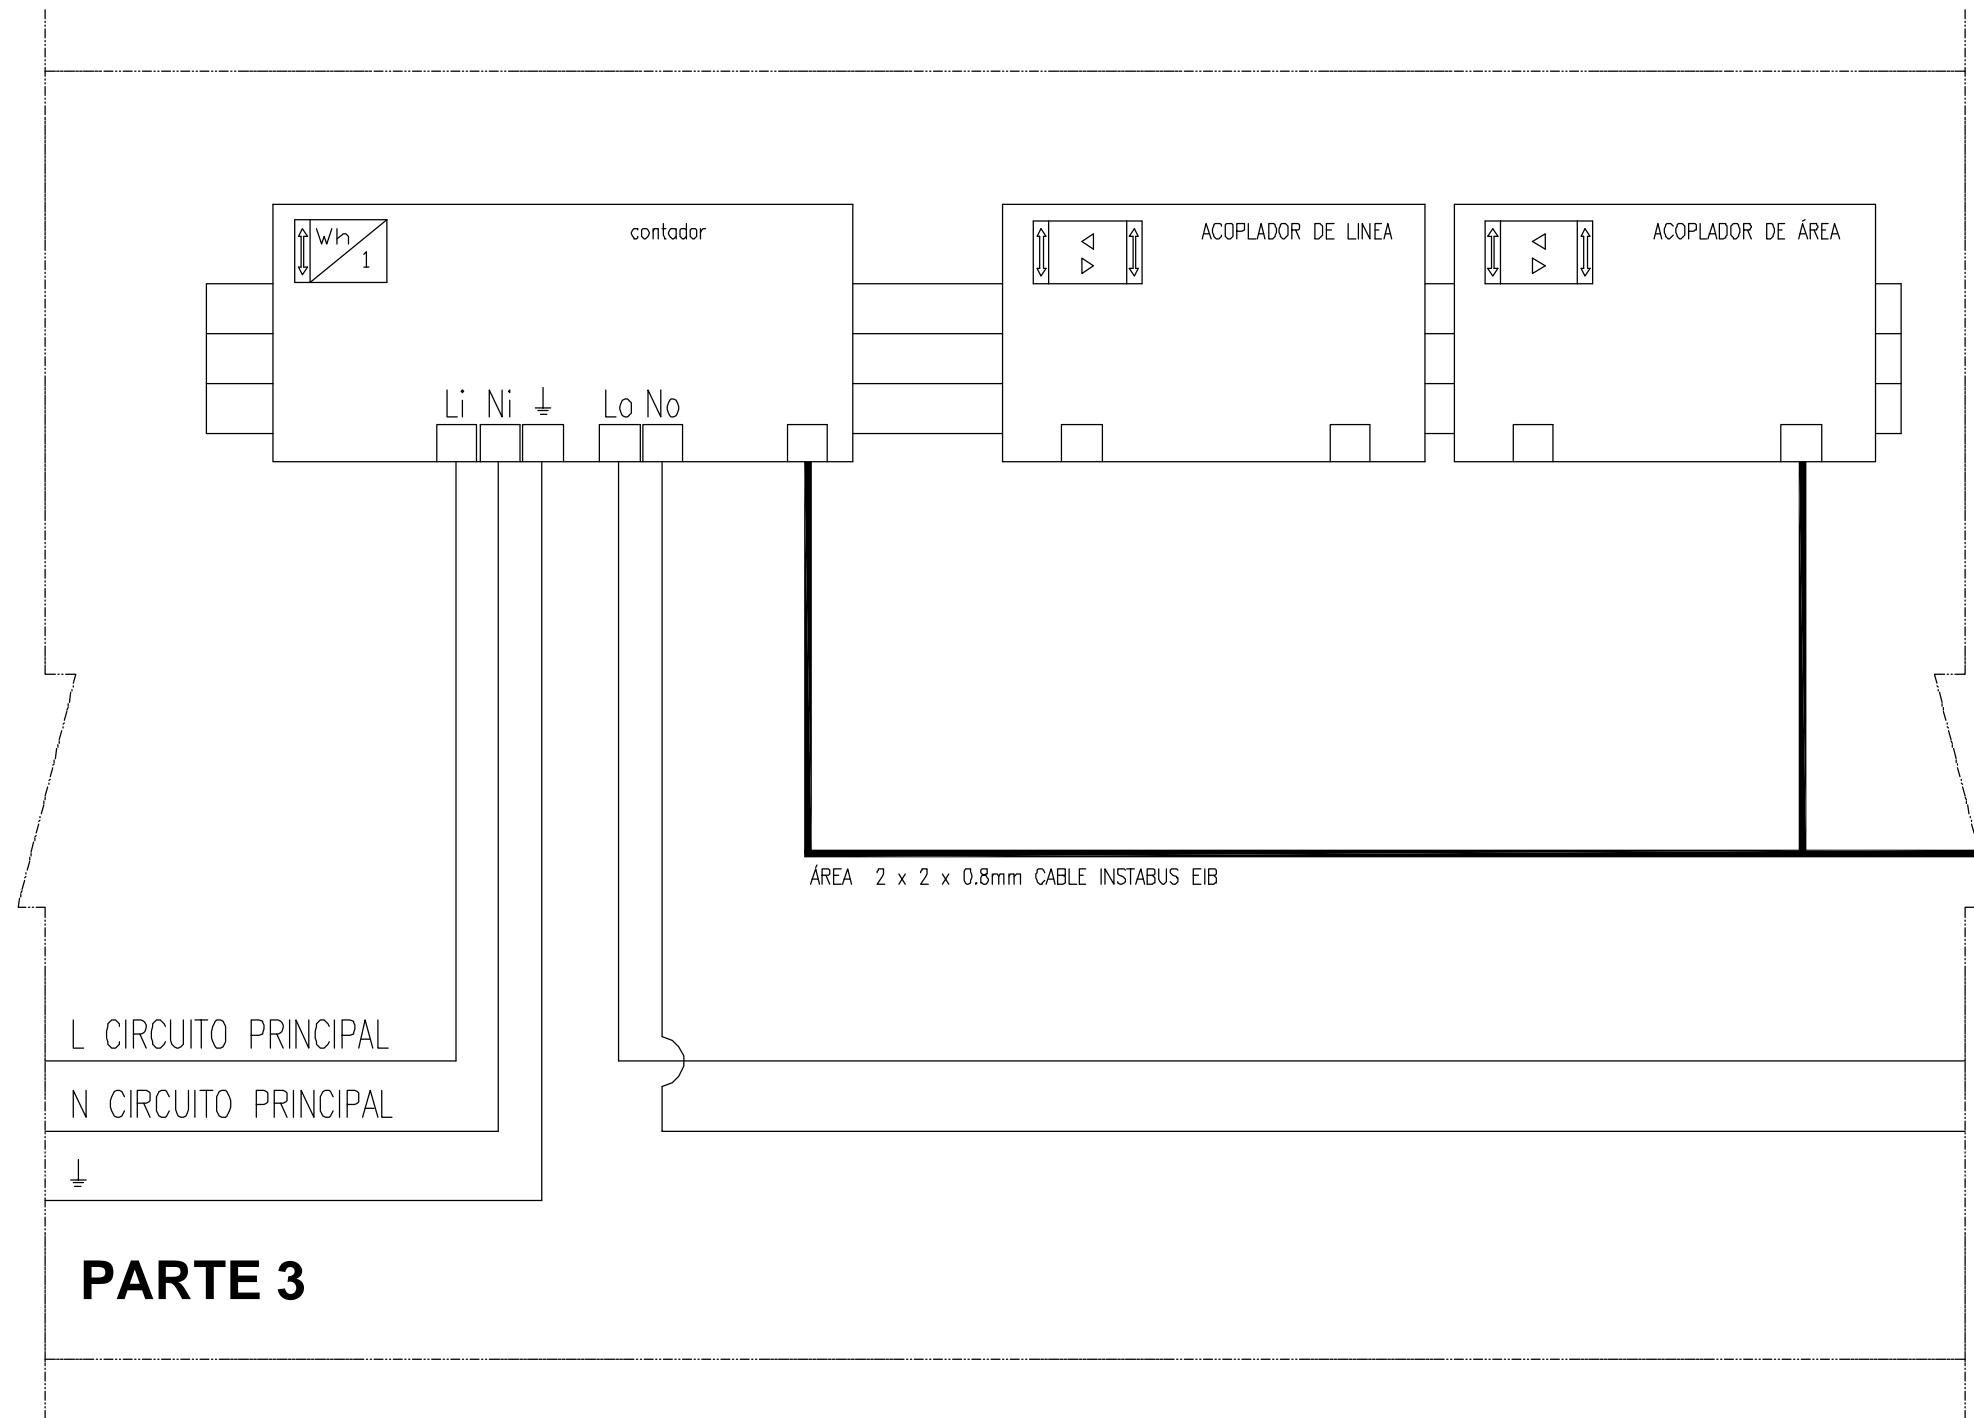 Wh
1
contador
ACOPLADOR DE LINEA
ACOPLADOR DE ÁREA
Li Ni Lo No
ÁREA 2 x 2 x 0.8mm CABLE INSTABUS EIB
L CIRCUITO PRINCIPAL
N CIRCUITO PRINCIPAL
PARTE 3